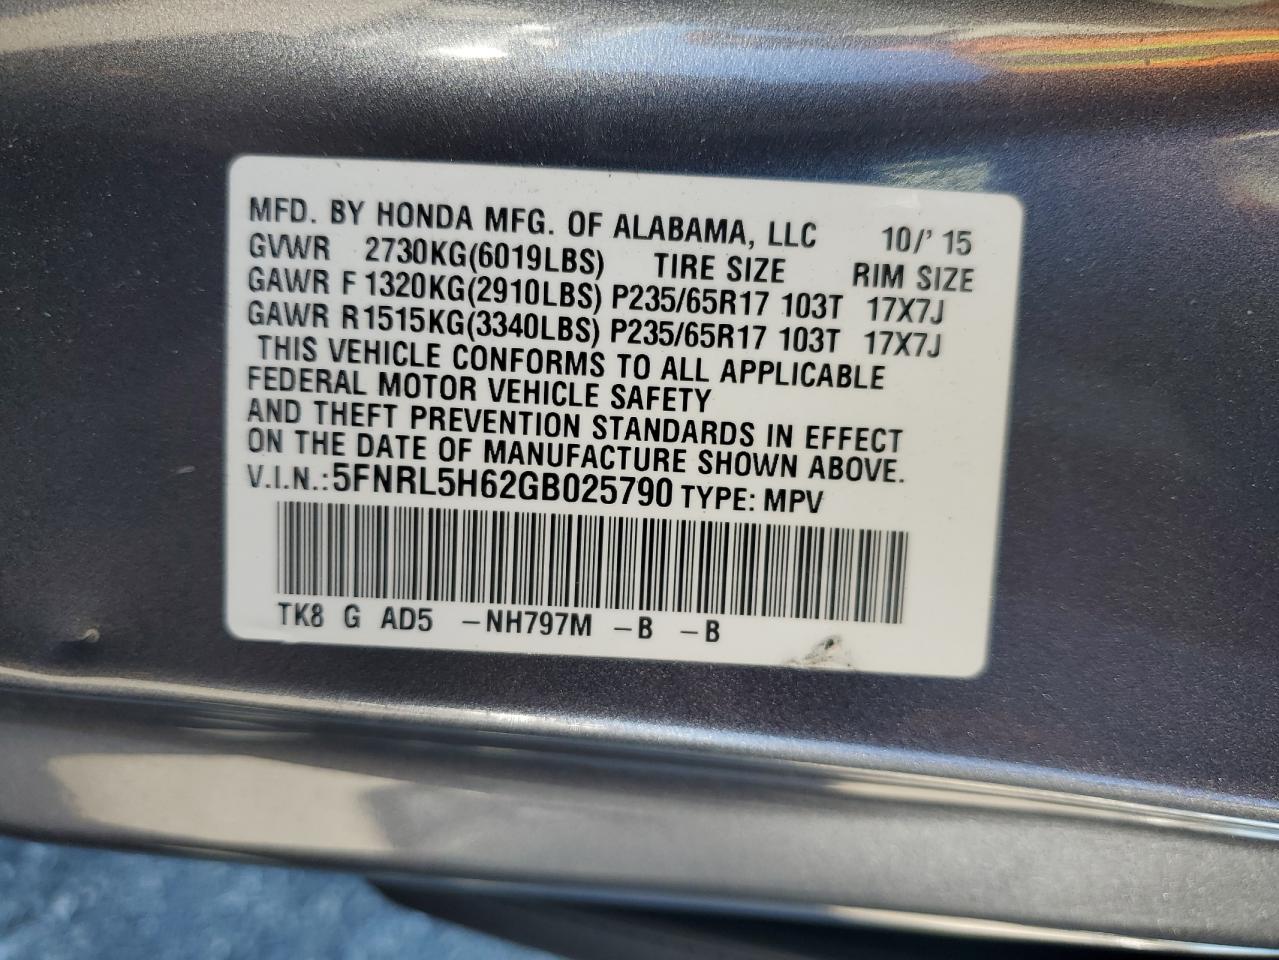 MFD. BY HONDA MFG. OF ALABAMA, LLC 10/' 15
GVWR 2730KG(6019LBS) TIRE SIZE RIM SIZE
GAWR F 1320KG(2910LBS) P235/65R17 103T 17X7J
GAWR R1515KG(3340LBS) P235/65R17 103T 17X7J
THIS VEHICLE CONFORMS TO ALL APPLICABLE
FEDERAL MOTOR VEHICLE SAFETY
AND THEFT PREVENTION STANDARDS IN EFFECT
ON THE DATE OF MANUFACTURE SHOWN ABOVE.
V.I.N.:5FNRL5H62GB025790 TYPE: MPV
TK8 G AD5 -NH797M -B -B